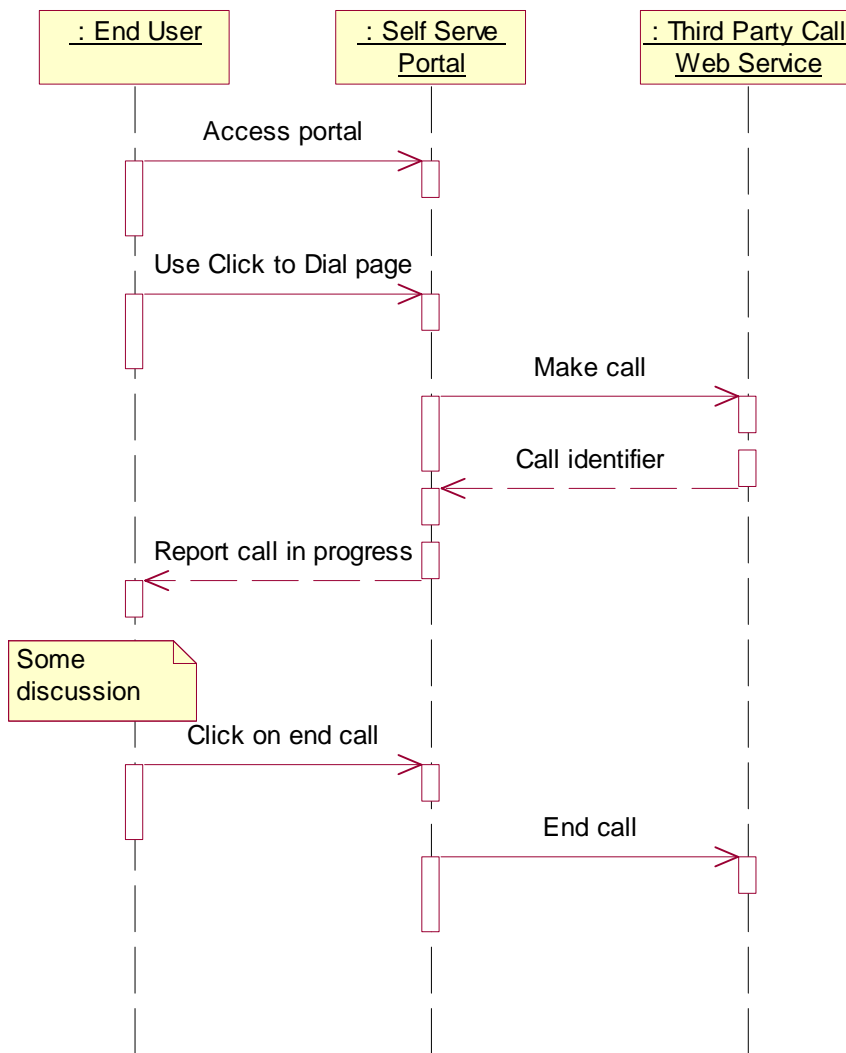 : End User
: Self Serve
Portal
: Third Party Call
Web Service
Access portal
Use Click to Dial page
Make call
Call identifier
Report call in progress
Some
discussion
Click on end call
End call